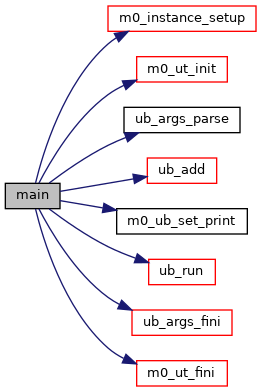 m0_instance_setup
m0_ut_init
ub_args_parse
ub_add
main
m0_ub_set_print
ub_run
ub_args_fini
m0_ut_fini